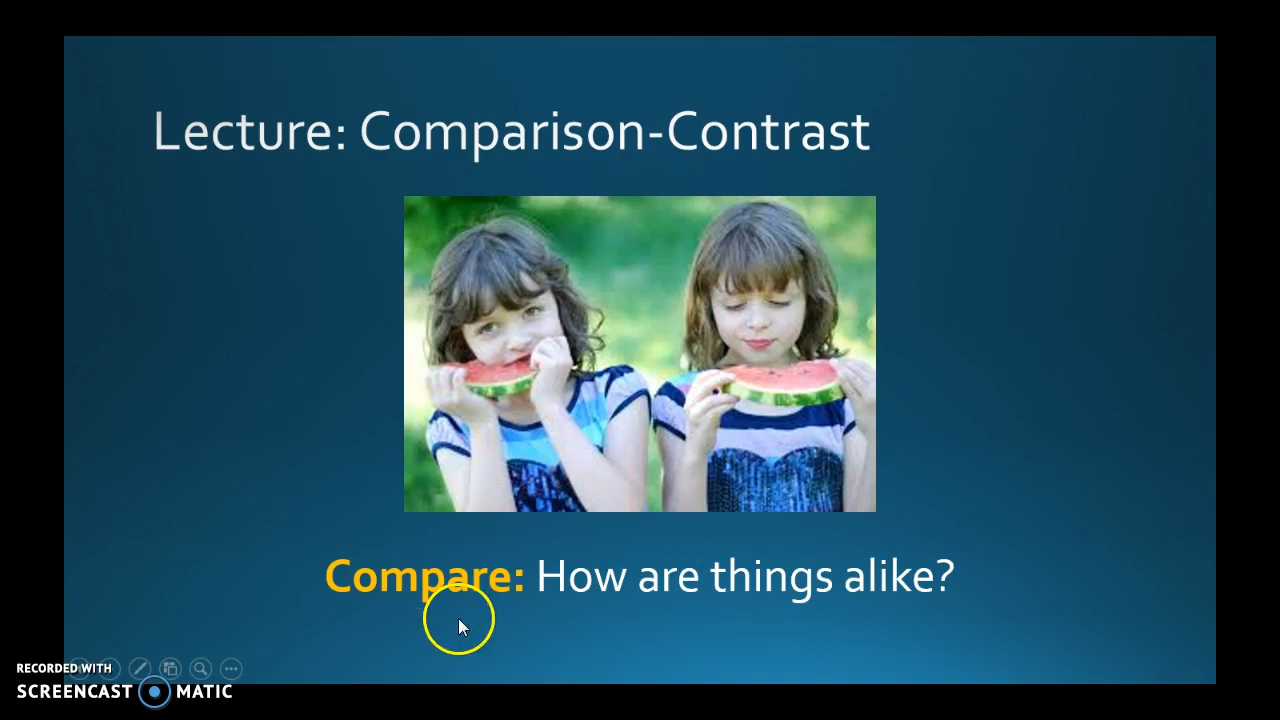 Lecture: Comparison-Contrast
Compare: How are things alike?
RECORDED WITH
SCREENCAST MATIC